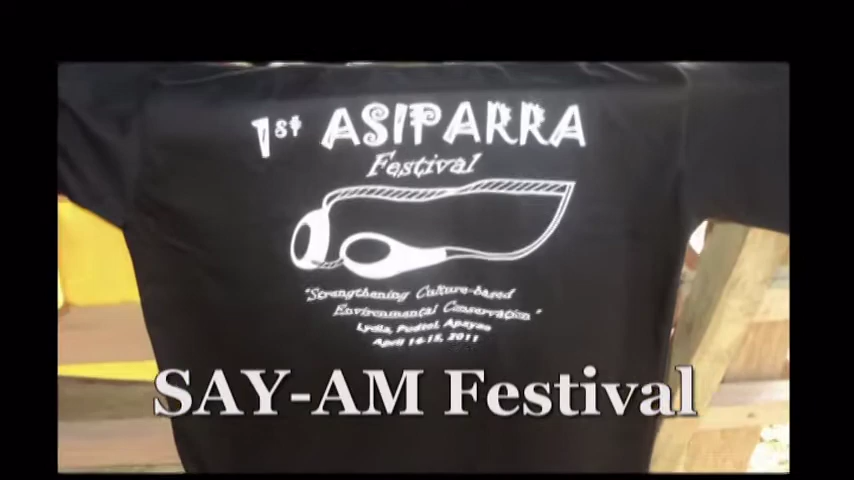 1st ASIPARRA
Festival
"Strengthening Culture-based
Environmental Conservation"
Lydia, Pudtol, Apayao
April 14-15, 2011
SAY-AM Festival